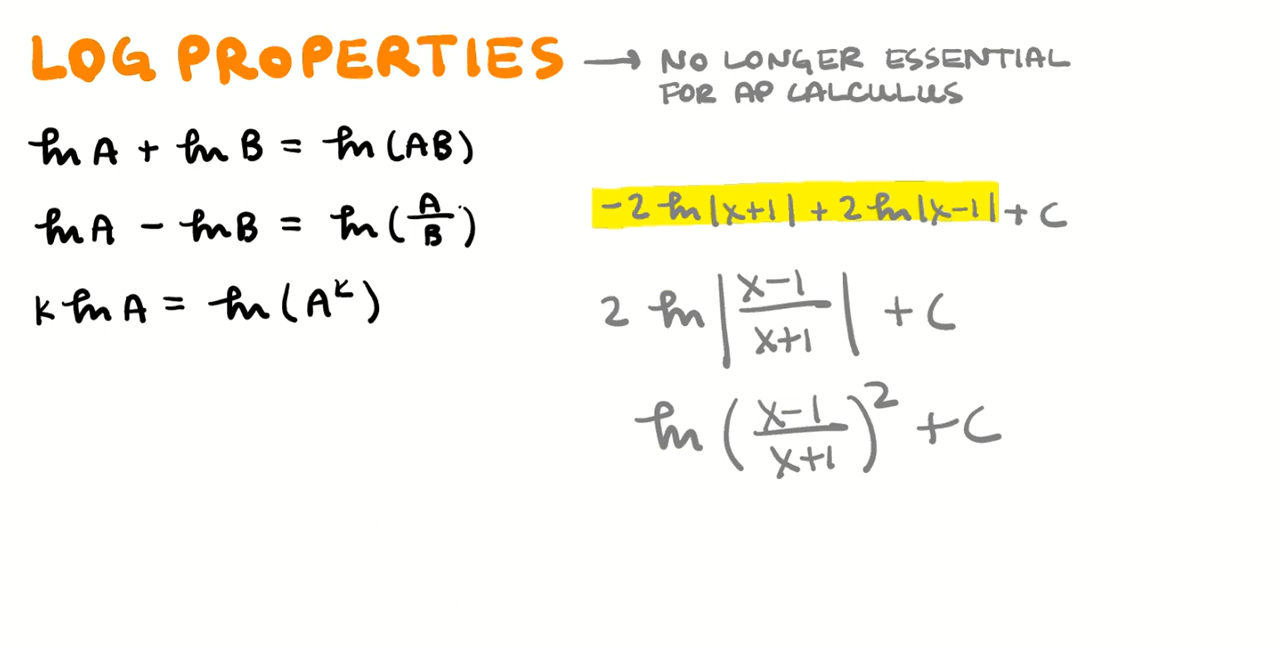 LOG PROPERTIES → NO LONGER ESSENTIAL
FOR AP CALCULUS
ln A + ln B = ln(AB)
ln A - ln B = ln(A/B)
k ln A = ln(A^k)
-2 ln|x+1| + 2 ln|x-1| + C
2 ln|(x-1)/(x+1)| + C
ln((x-1)/(x+1))^2 + C